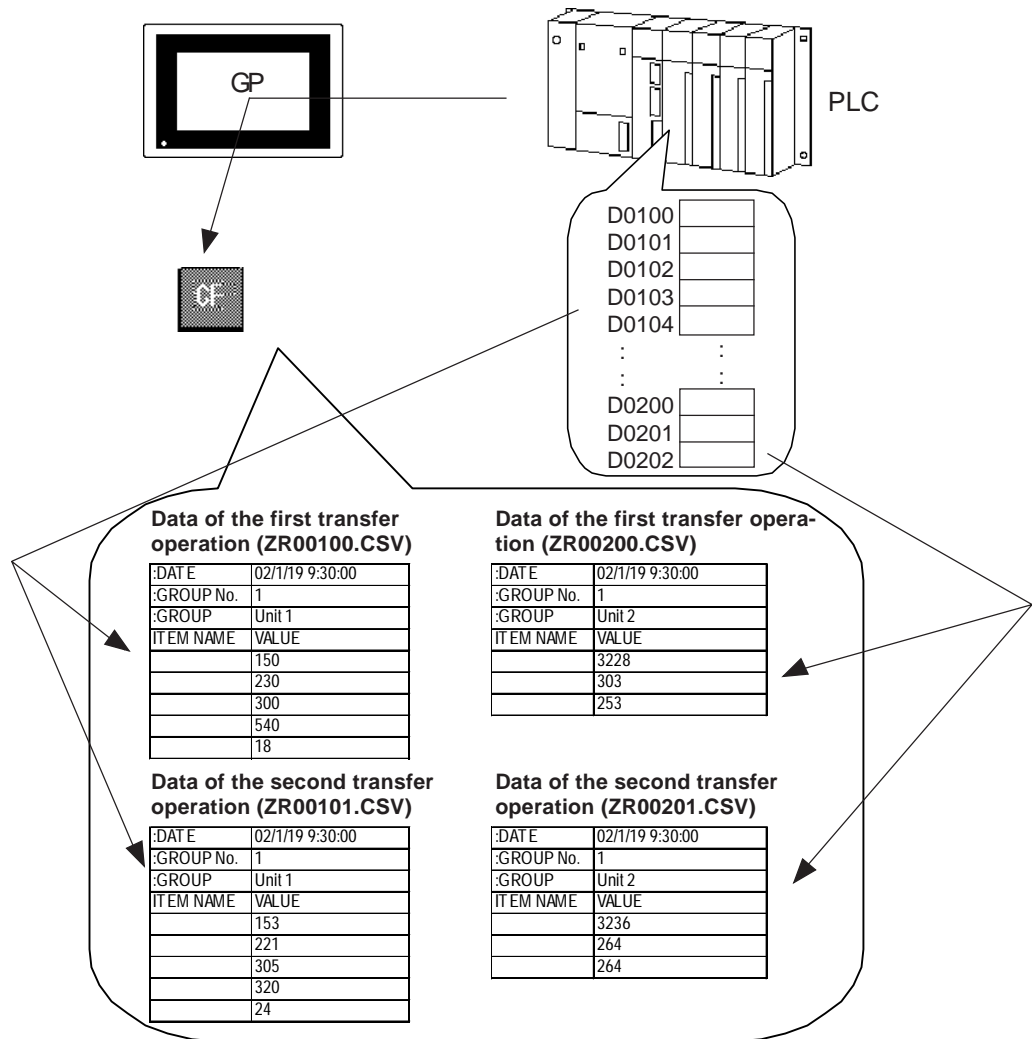 GP
PLC
CF
D0100
D0101
D0102
D0103
D0104
D0200
D0201
D0202
Data of the first transfer
operation (ZR00100.CSV)
:DATE 02/1/19 9:30:00
:GROUP No. 1
:GROUP Unit 1
ITEM NAME VALUE
150
230
300
540
18
Data of the first transfer opera-
tion (ZR00200.CSV)
:DATE 02/1/19 9:30:00
:GROUP No. 1
:GROUP Unit 2
ITEM NAME VALUE
3228
303
253
Data of the second transfer
operation (ZR00101.CSV)
:DATE 02/1/19 9:30:00
:GROUP No. 1
:GROUP Unit 1
ITEM NAME VALUE
153
221
305
320
24
Data of the second transfer
operation (ZR00201.CSV)
:DATE 02/1/19 9:30:00
:GROUP No. 1
:GROUP Unit 2
ITEM NAME VALUE
3236
264
264